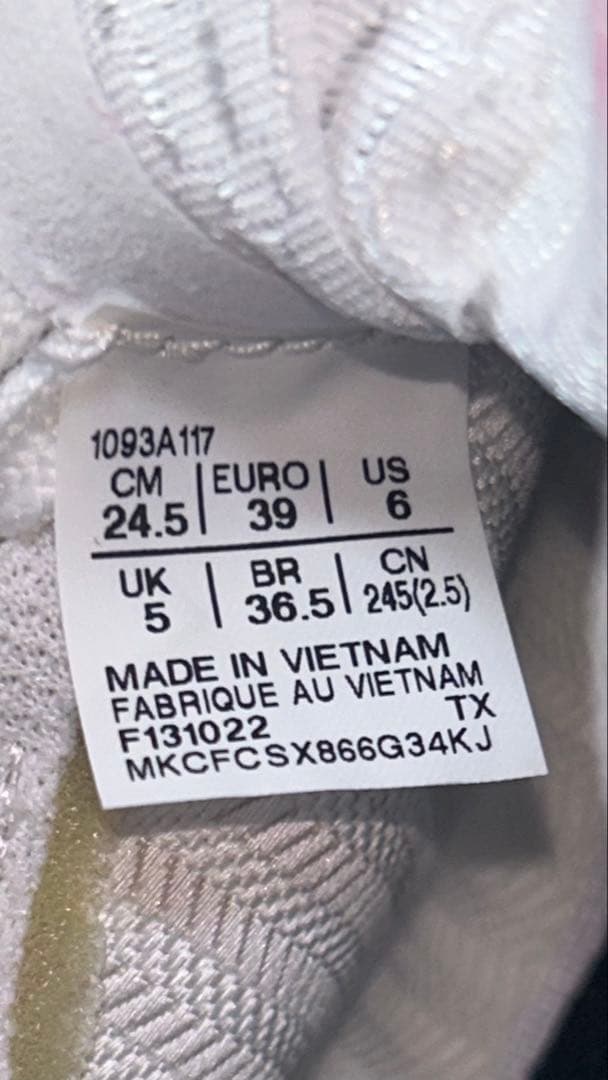 1093A117
CM | EURO | US
24.5 | 39 | 6
UK | BR | CN
5 | 36.5 | 245(2.5)
MADE IN VIETNAM
FABRIQUE AU VIETNAM
F131022 TX
MKCFCSX866G34KJ